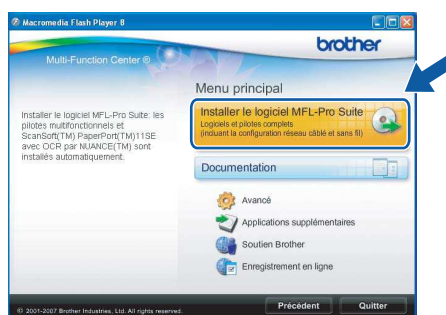 Macromedia Flash Player 8
brother
Multi-Function Center ®
Menu principal
Installer le logiciel MFL-Pro Suite: les
pilotes multifonctionnels et
ScanSoft(TM) PaperPort(TM)11SE
avec OCR par NUANCE(TM) sont
installés automatiquement.
Installer le logiciel MFL-Pro Suite
Logiciels et pilotes complets
(incluant la configuration réseau câblé et sans fil)
Documentation
Avancé
Applications supplémentaires
Soutien Brother
Enregistrement en ligne
© 2001-2007 Brother Industries, Ltd. All rights reserved.
Précédent
Quitter